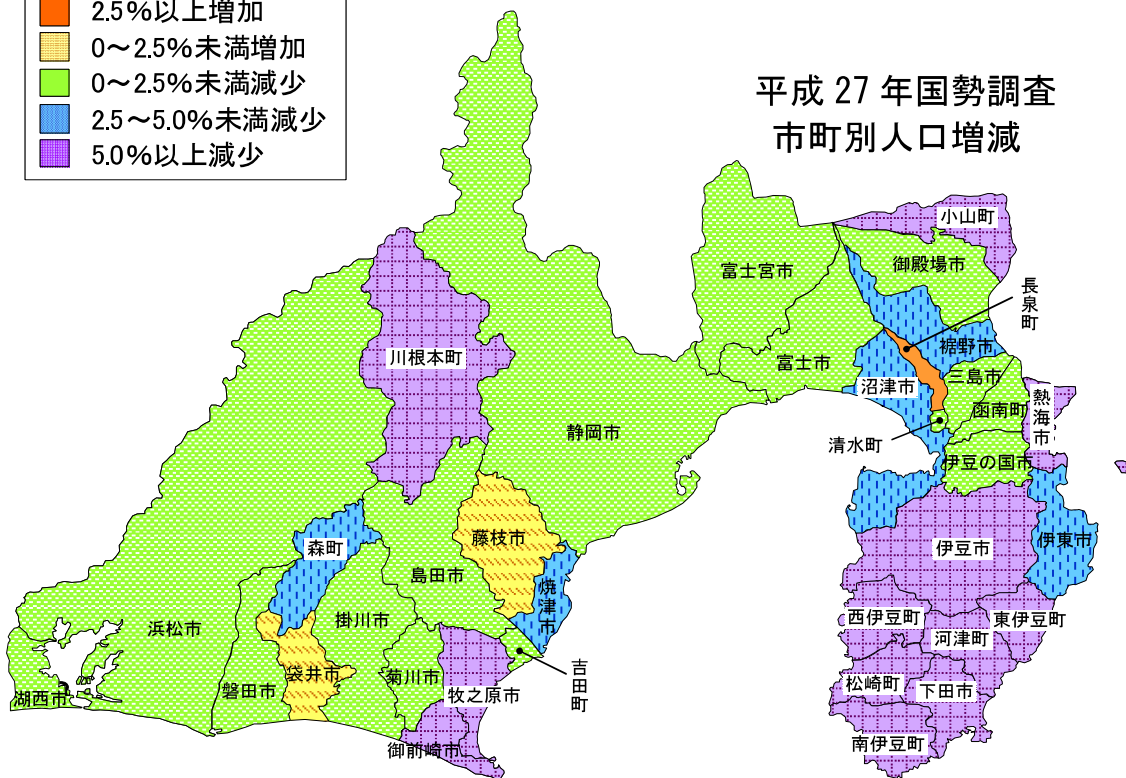 2.5%以上増加
0～2.5%未満増加
0～2.5%未満減少
2.5～5.0%未満減少
5.0%以上減少
平成 27 年国勢調査
市町別人口増減
小山町
御殿場市
富士宮市
長泉町
裾野市
川根本町
富士市
三島市
沼津市
函南町
熱海市
静岡市
清水町
伊豆の国市
藤枝市
森町
伊豆市
伊東市
島田市
焼津市
掛川市
浜松市
西伊豆町
東伊豆町
河津町
袋井市
菊川市
吉田町
磐田市
湖西市
牧之原市
松崎町
下田市
御前崎市
南伊豆町